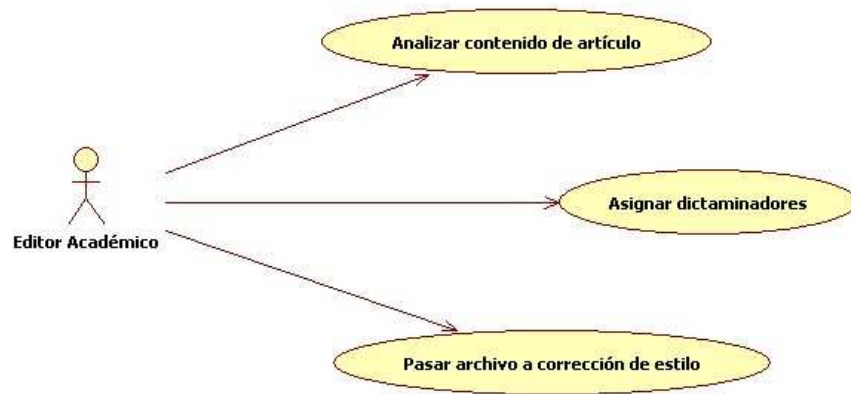 Analizar contenido de artículo
Asignar dictaminadores
Editor Académico
Pasar archivo a corrección de estilo